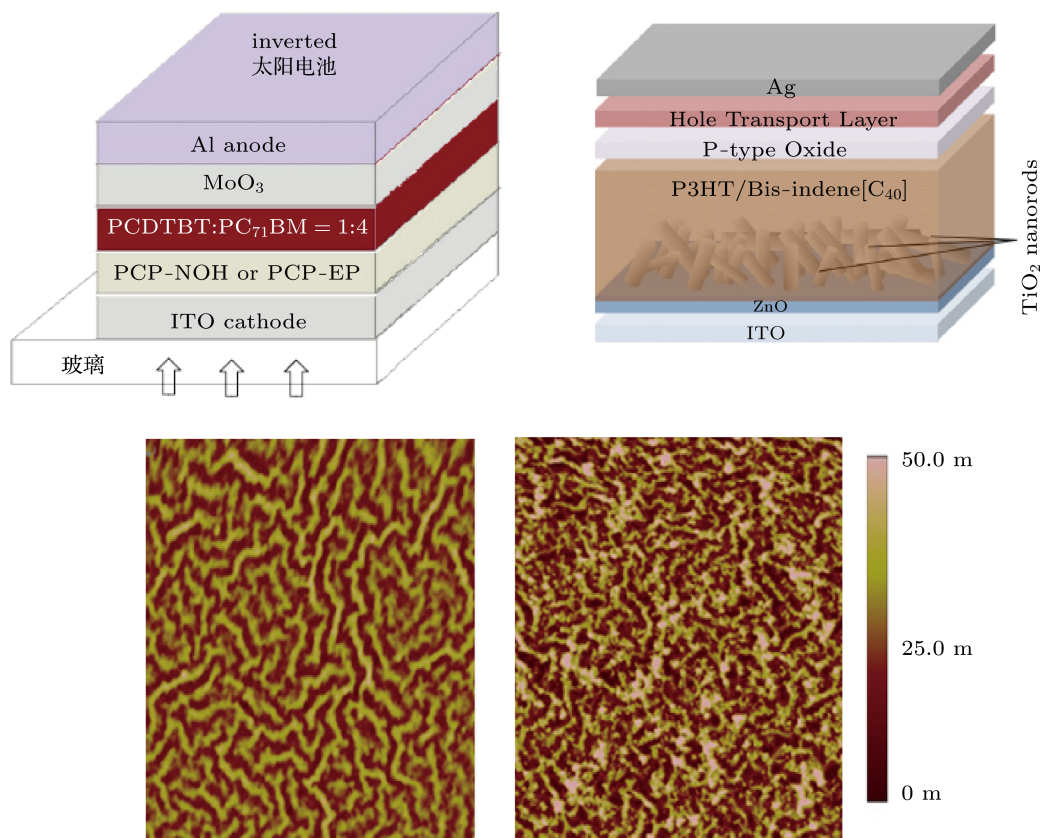 inverted
太阳电池
Al anode
MoO₃
PCDTBT:PC₇₁BM = 1:4
PCP-NOH or PCP-EP
ITO cathode
玻璃
Ag
Hole Transport Layer
P-type Oxide
P3HT/Bis-indene[C₄₀]
ZnO
ITO
TiO₂ nanorods
50.0 m
25.0 m
0 m